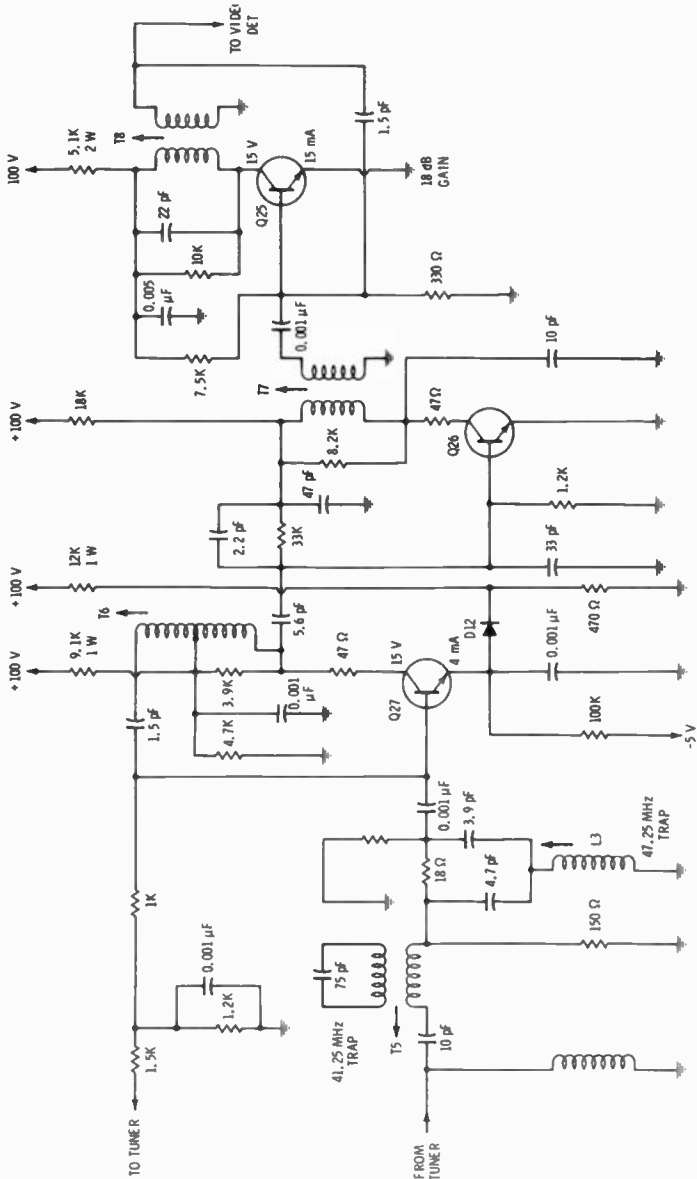 TO TUNER
1.5K
1.2K
0.001 µF
1K
1.5 pF
4.7K
0.001
µF
3.9K
+100 V
9.1K
1 W
T6
47 Ω
5.6 pF
15 V
Q27
4 mA
+100 V
12K
1 W
D12
470 Ω
0.001 µF
100K
-5 V
FROM
TUNER
10 pF
T5
41.25 MHz
TRAP
75 pF
150 Ω
18 Ω
4.7 pF
3.9 pF
0.001 µF
L3
47.25 MHz
TRAP
+100 V
18K
2.2 pF
33K
47 pF
8.2K
T7
47Ω
Q26
1.2K
33 pF
10 pF
0.001 µF
7.5K
0.005
µF
10K
22 pF
100 V
5.1K
2 W
T8
15 V
Q25
15 mA
330 Ω
18 dB
GAIN
1.5 pF
TO VIDE
DET